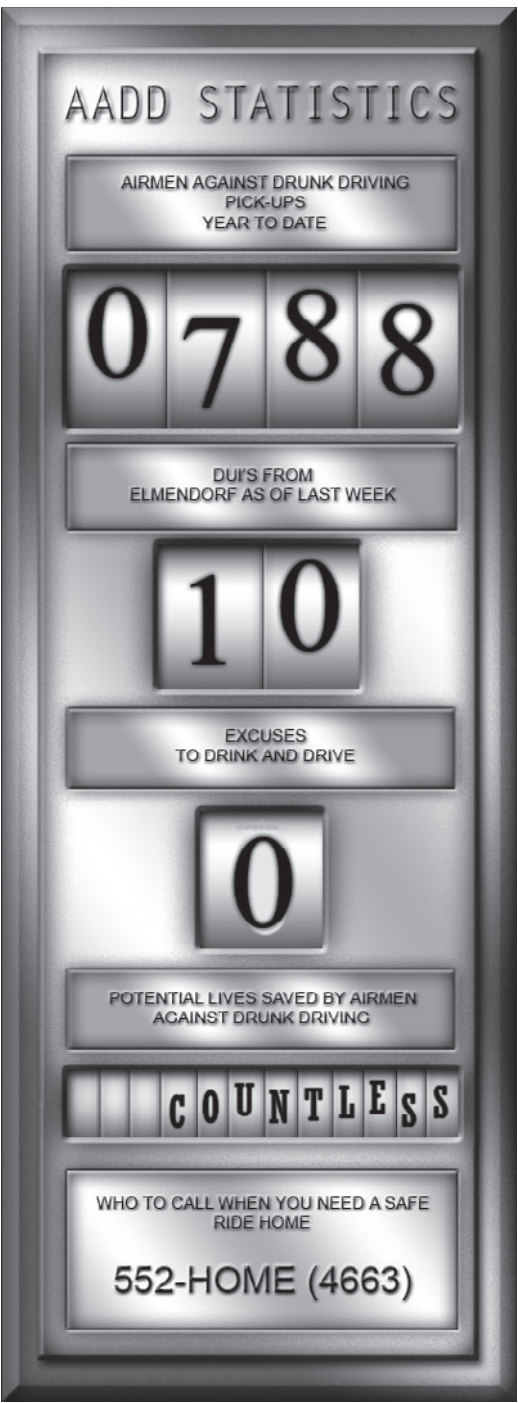 AADD STATISTICS
AIRMEN AGAINST DRUNK DRIVING
PICK-UPS
YEAR TO DATE
0788
DUI'S FROM
ELMENDORF AS OF LAST WEEK
10
EXCUSES
TO DRINK AND DRIVE
0
POTENTIAL LIVES SAVED BY AIRMEN
AGAINST DRUNK DRIVING
COUNTLESS
WHO TO CALL WHEN YOU NEED A SAFE
RIDE HOME
552-HOME (4663)